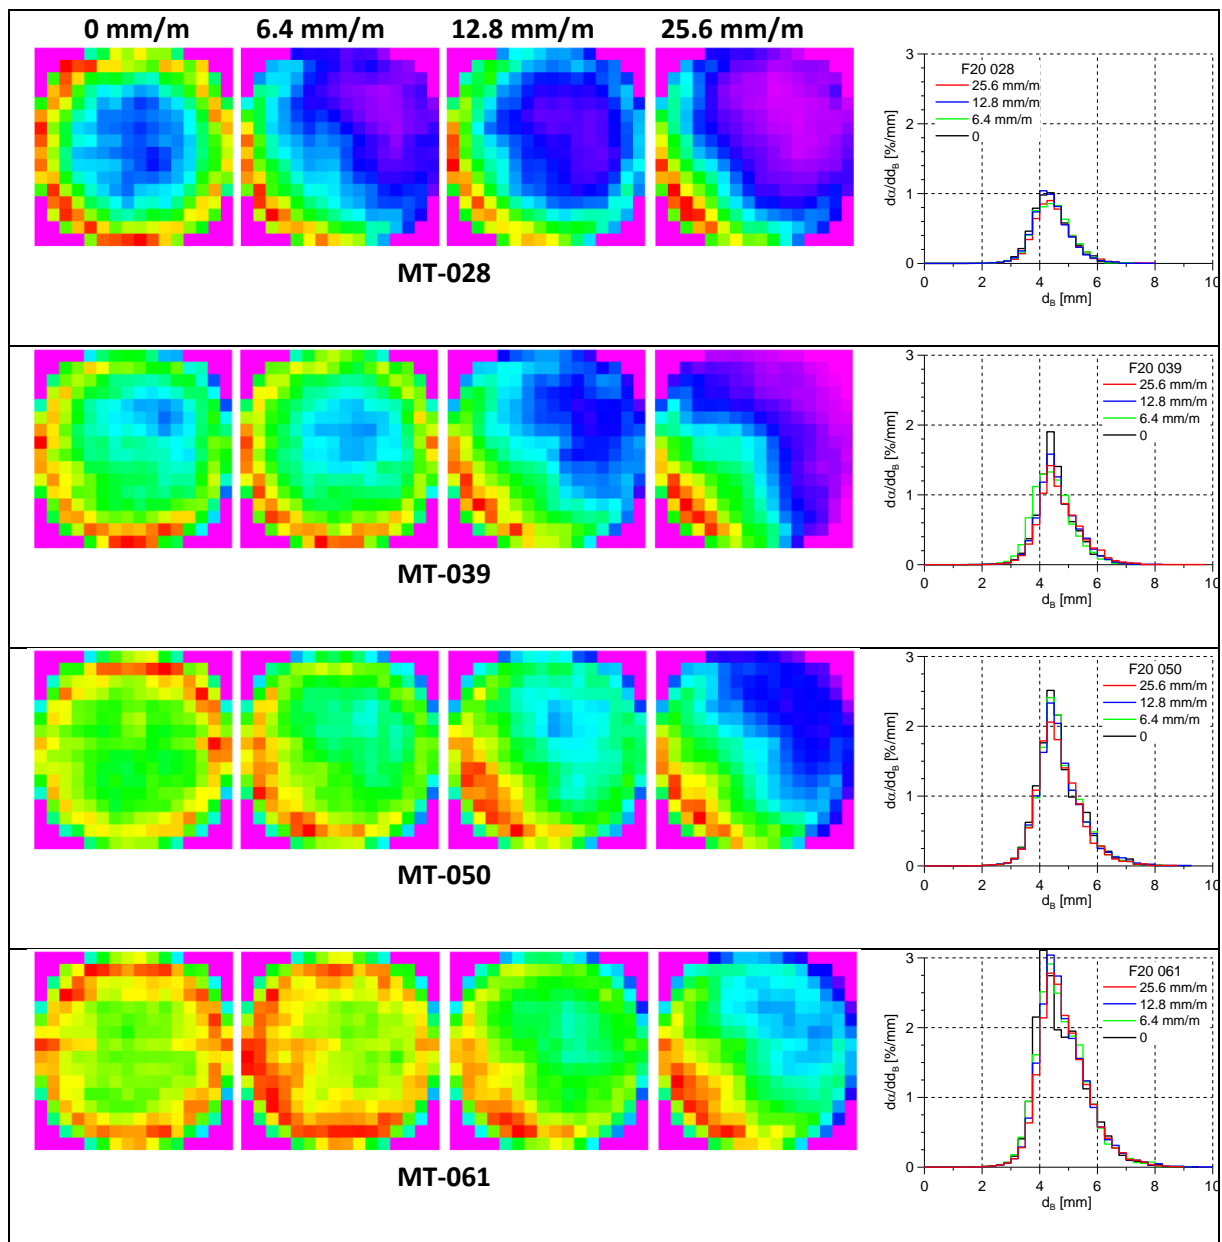 0 mm/m 6.4 mm/m 12.8 mm/m 25.6 mm/m
3
2
1
0
dα/dd_B [%/mm]
F20 028
25.6 mm/m
12.8 mm/m
6.4 mm/m
0
0 2 4 6 8 10
d_B [mm]
MT-028
3
2
1
0
dα/dd_B [%/mm]
F20 039
25.6 mm/m
12.8 mm/m
6.4 mm/m
0
0 2 4 6 8 10
d_B [mm]
MT-039
3
2
1
0
dα/dd_B [%/mm]
F20 050
25.6 mm/m
12.8 mm/m
6.4 mm/m
0
0 2 4 6 8 10
d_B [mm]
MT-050
3
2
1
0
dα/dd_B [%/mm]
F20 061
25.6 mm/m
12.8 mm/m
6.4 mm/m
0
0 2 4 6 8 10
d_B [mm]
MT-061